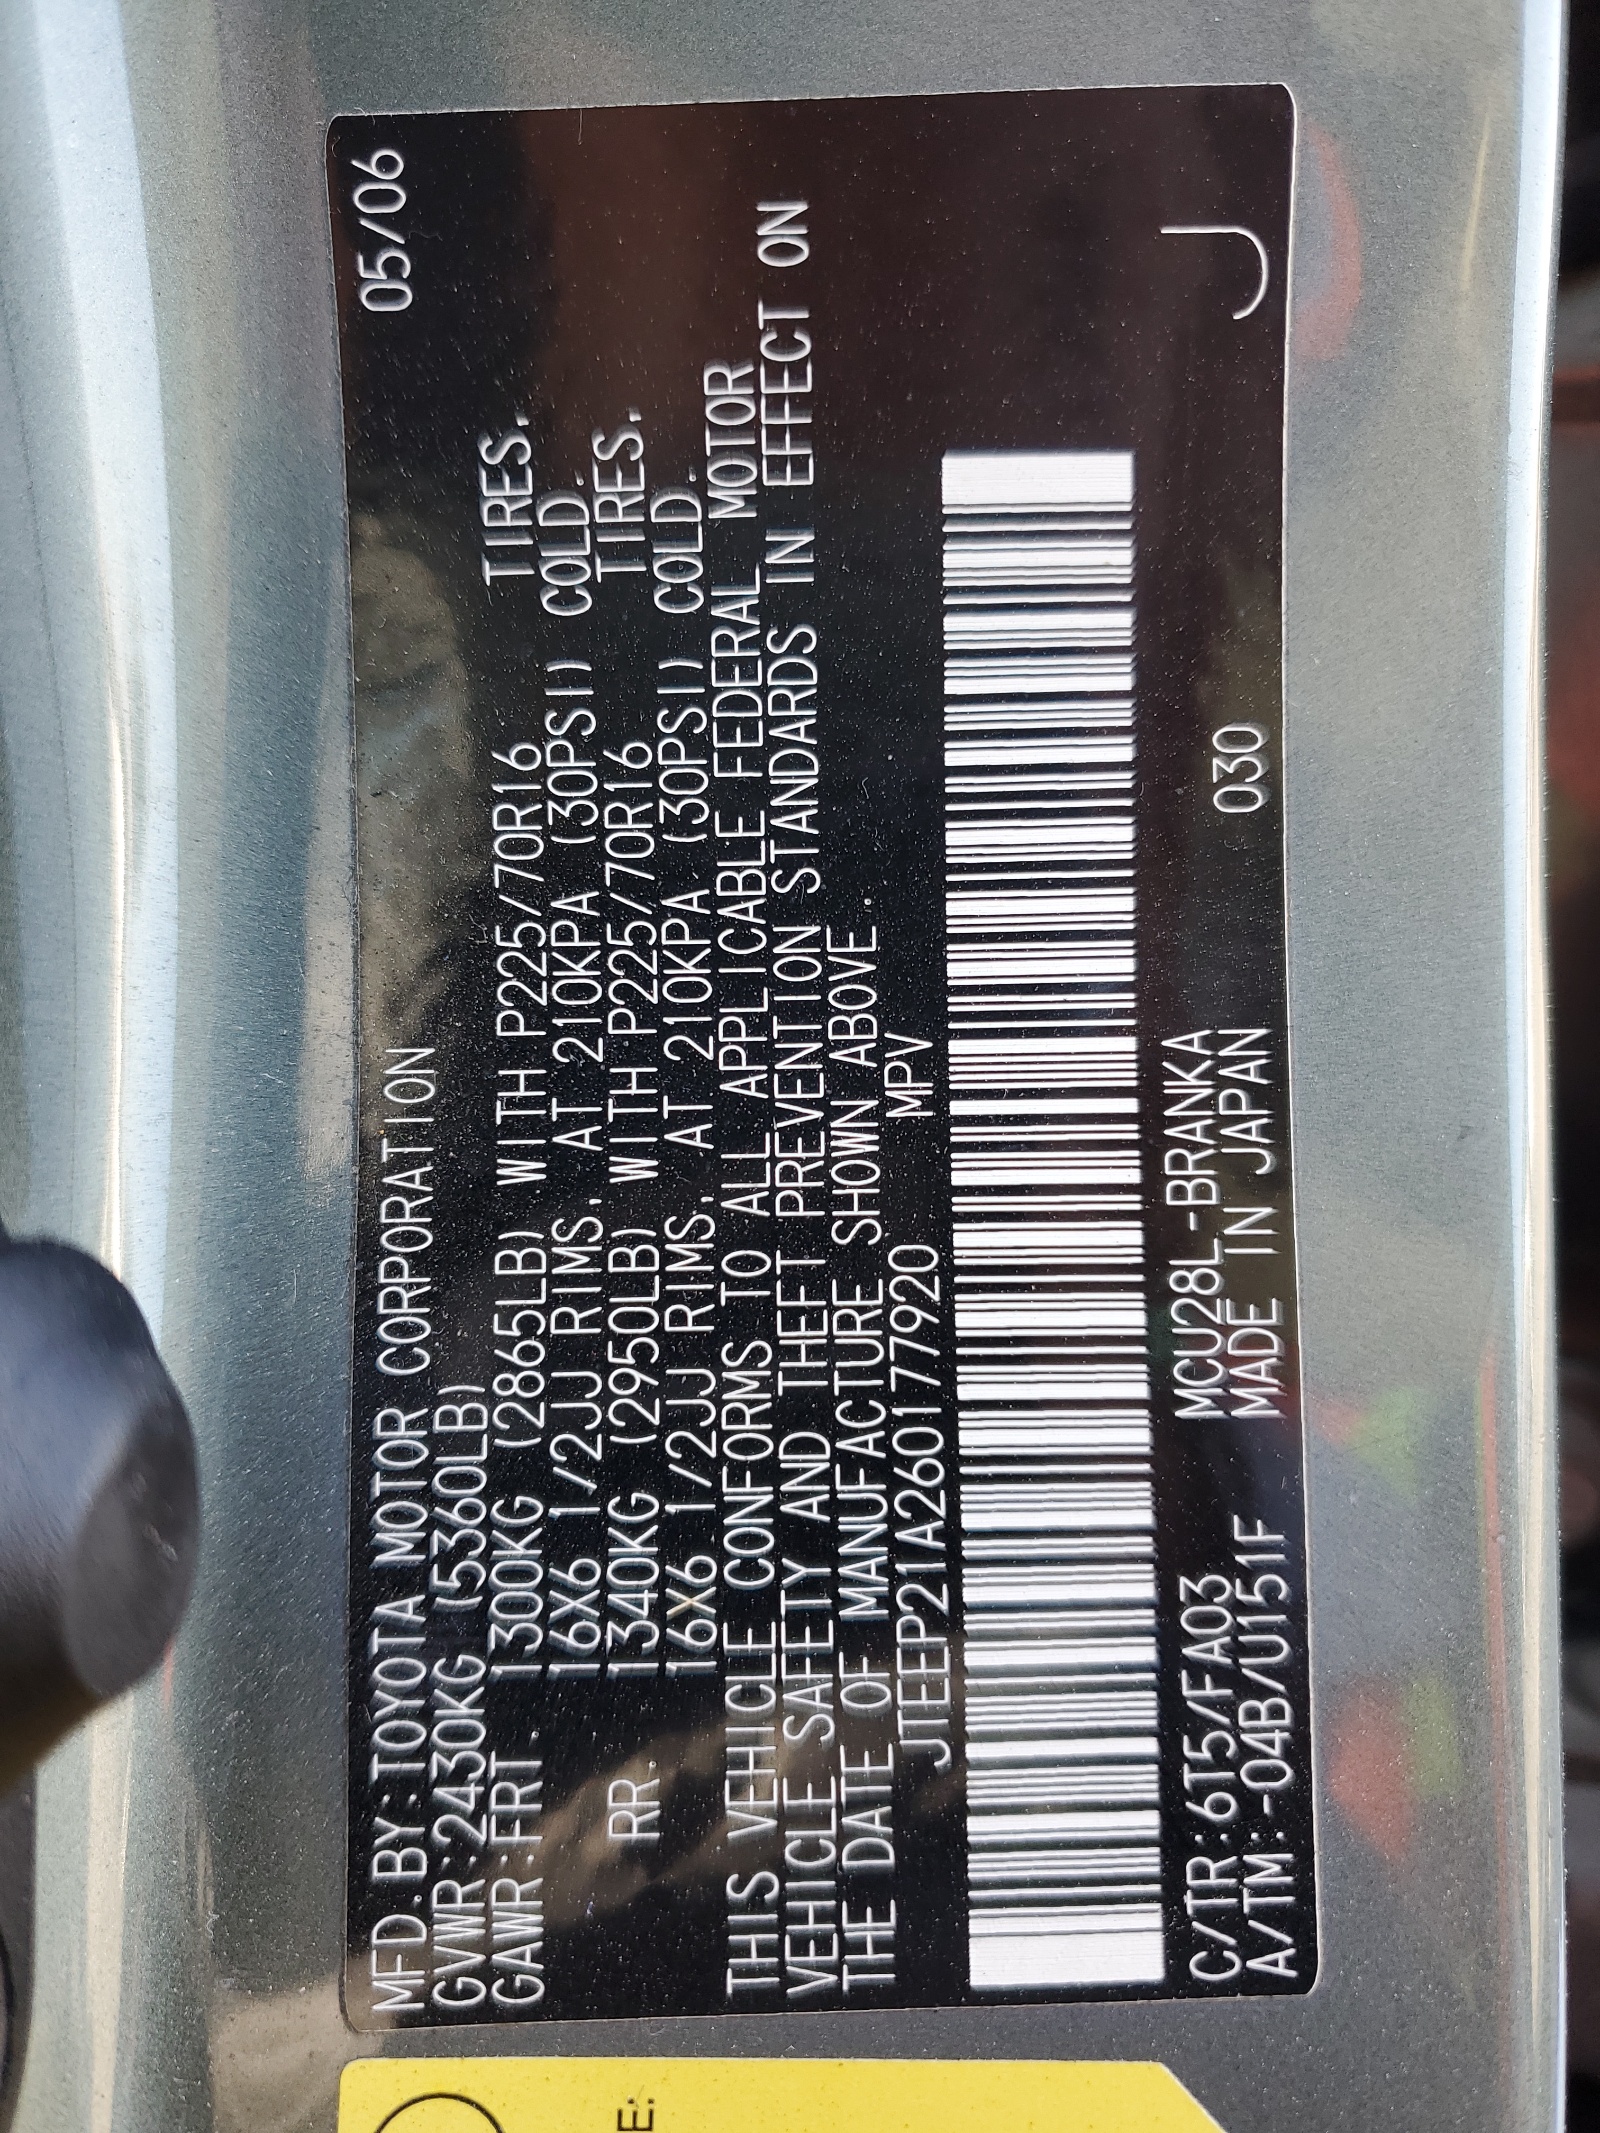 MFD.BY:TOYOTA MOTOR CORPORATION 05/06
GVWR:2430KG (5360LB)
GAWR:FRT. 1300KG (2865LB) WITH P225/70R16 TIRES,
16X6 1/2JJ RIMS, AT 210KPA (30PSI) COLD.
RR. 1340KG (2950LB) WITH P225/70R16 TIRES,
16X6 1/2JJ RIMS, AT 210KPA (30PSI) COLD.
THIS VEHICLE CONFORMS TO ALL APPLICABLE FEDERAL MOTOR
VEHICLE SAFETY AND THEFT PREVENTION STANDARDS IN EFFECT ON
THE DATE OF MANUFACTURE SHOWN ABOVE.
JTEEP21A260177920 MPV
C/TR:6T5/FA03 MCU28L-BRANKA 030
A/TM:-04B/U151F MADE IN JAPAN J
E: